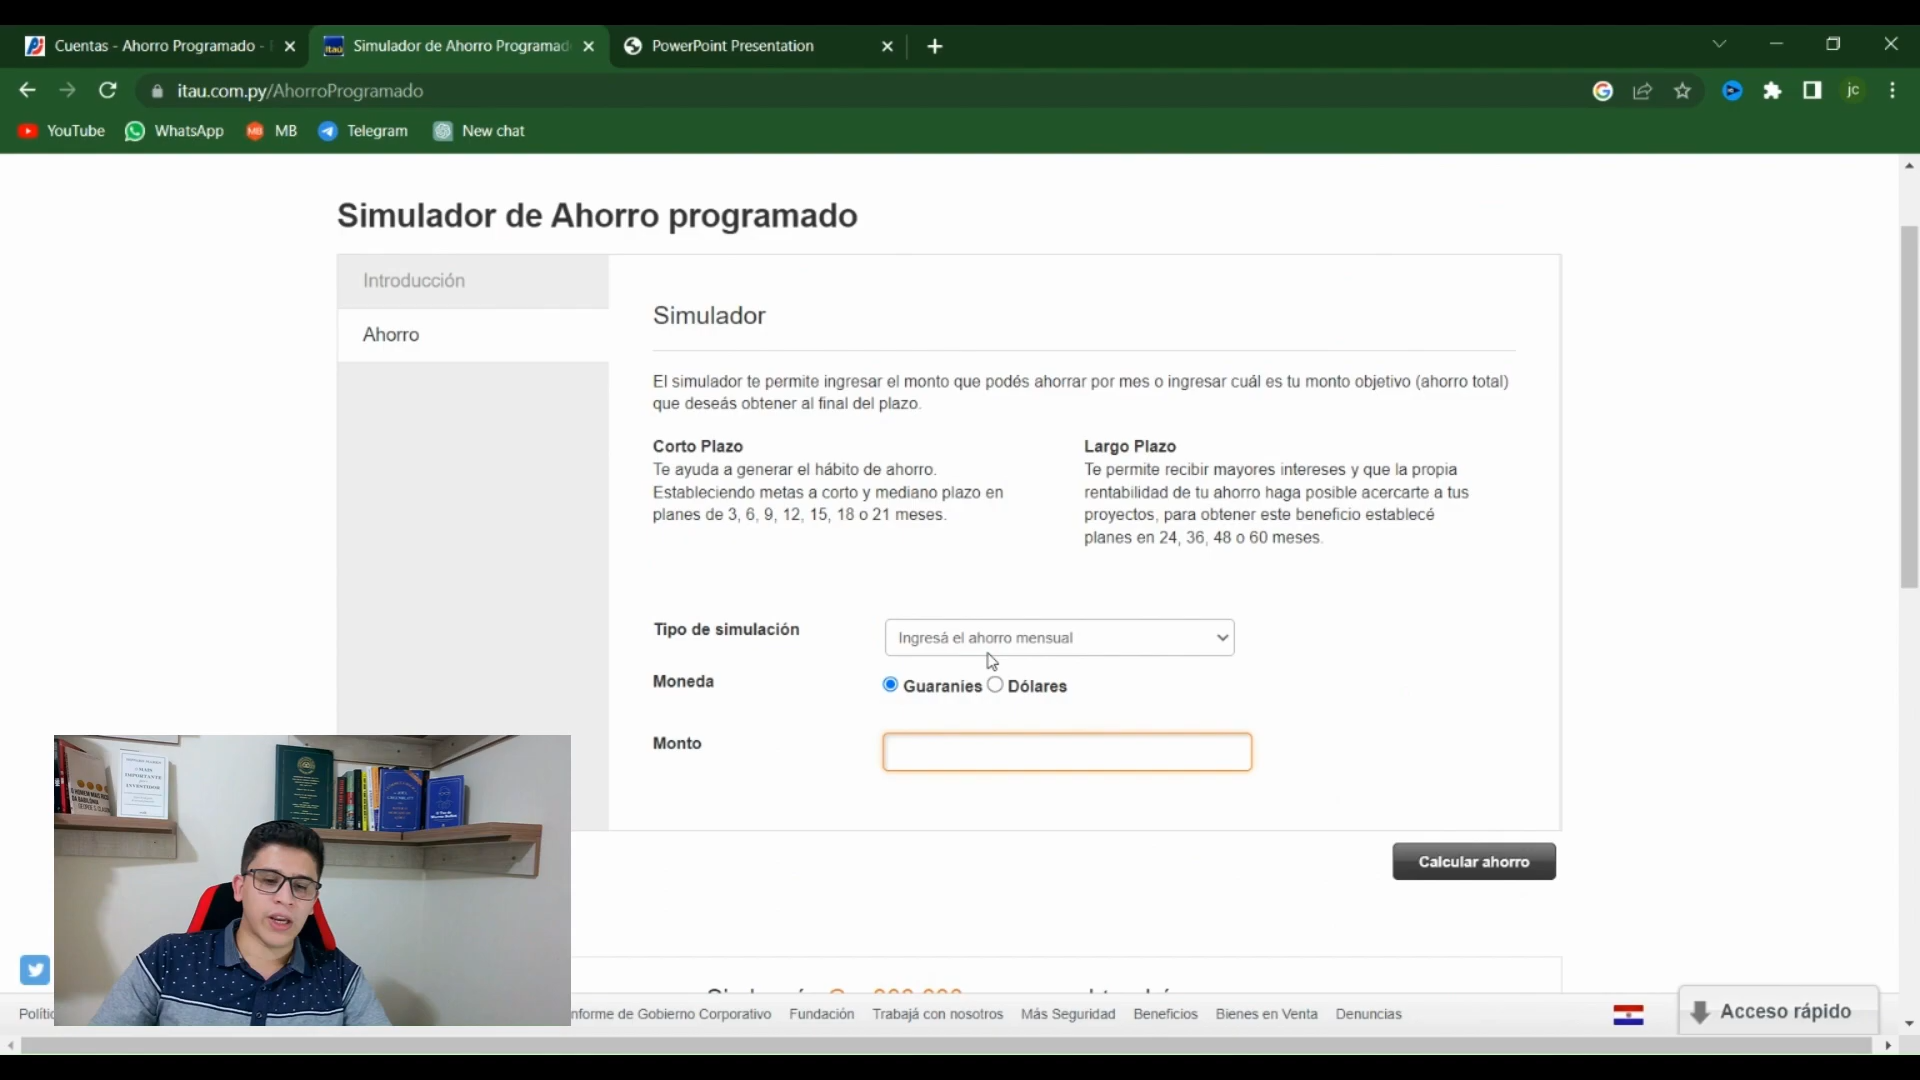 Cuentas - Ahorro Programado -
Simulador de Ahorro Programad
PowerPoint Presentation
itau.com.py/AhorroProgramado
jc
YouTube
WhatsApp
MB
MB
Telegram
New chat
Simulador de Ahorro programado
Introducción
Ahorro
Simulador
El simulador te permite ingresar el monto que podés ahorrar por mes o ingresar cuál es tu monto objetivo (ahorro total)
que deseás obtener al final del plazo.
Corto Plazo
Te ayuda a generar el hábito de ahorro.
Estableciendo metas a corto y mediano plazo en
planes de 3, 6, 9, 12, 15, 18 o 21 meses.
Largo Plazo
Te permite recibir mayores intereses y que la propia
rentabilidad de tu ahorro haga posible acercarte a tus
proyectos, para obtener este beneficio establecé
planes en 24, 36, 48 o 60 meses.
Tipo de simulación
Ingresá el ahorro mensual
Moneda
Guaranies
Dólares
Monto
Calcular ahorro
Políti
nforme de Gobierno Corporativo
Fundación
Trabajá con nosotros
Más Seguridad
Beneficios
Bienes en Venta
Denuncias
Acceso rápido